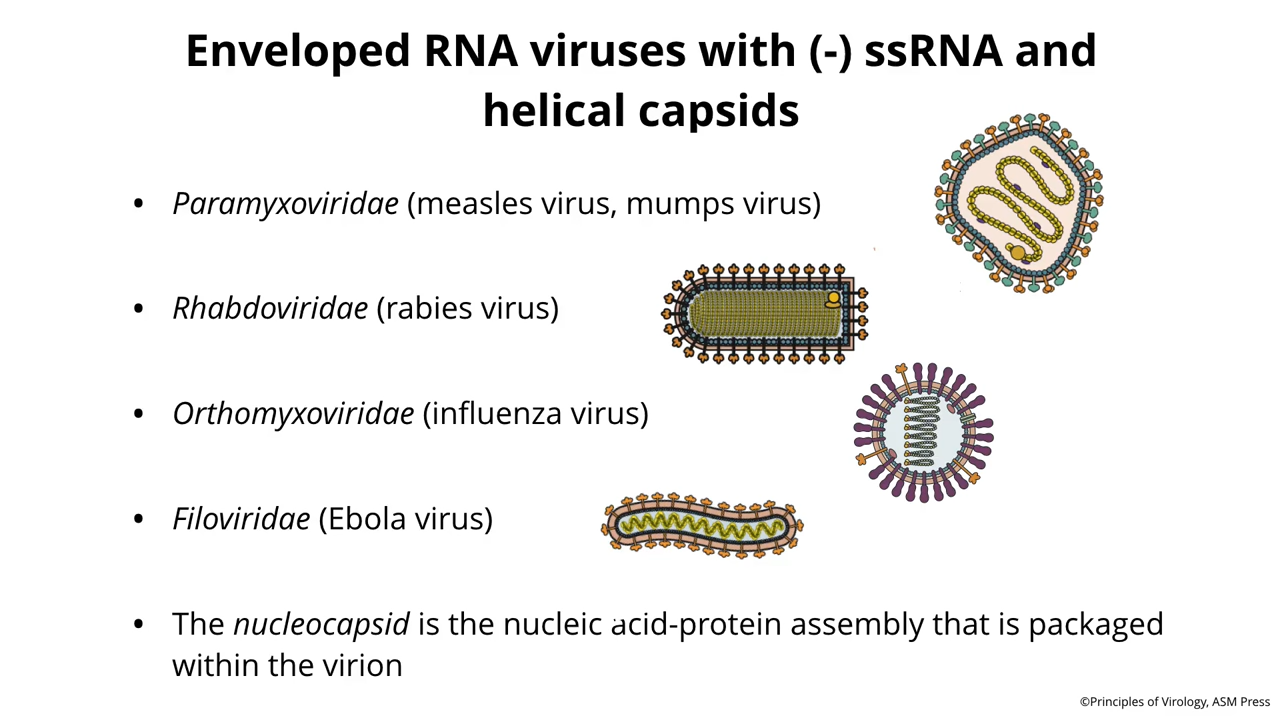 Enveloped RNA viruses with (-) ssRNA and
helical capsids
• Paramyxoviridae (measles virus, mumps virus)
• Rhabdoviridae (rabies virus)
• Orthomyxoviridae (influenza virus)
• Filoviridae (Ebola virus)
• The nucleocapsid is the nucleic acid-protein assembly that is packaged
within the virion
©Principles of Virology, ASM Press